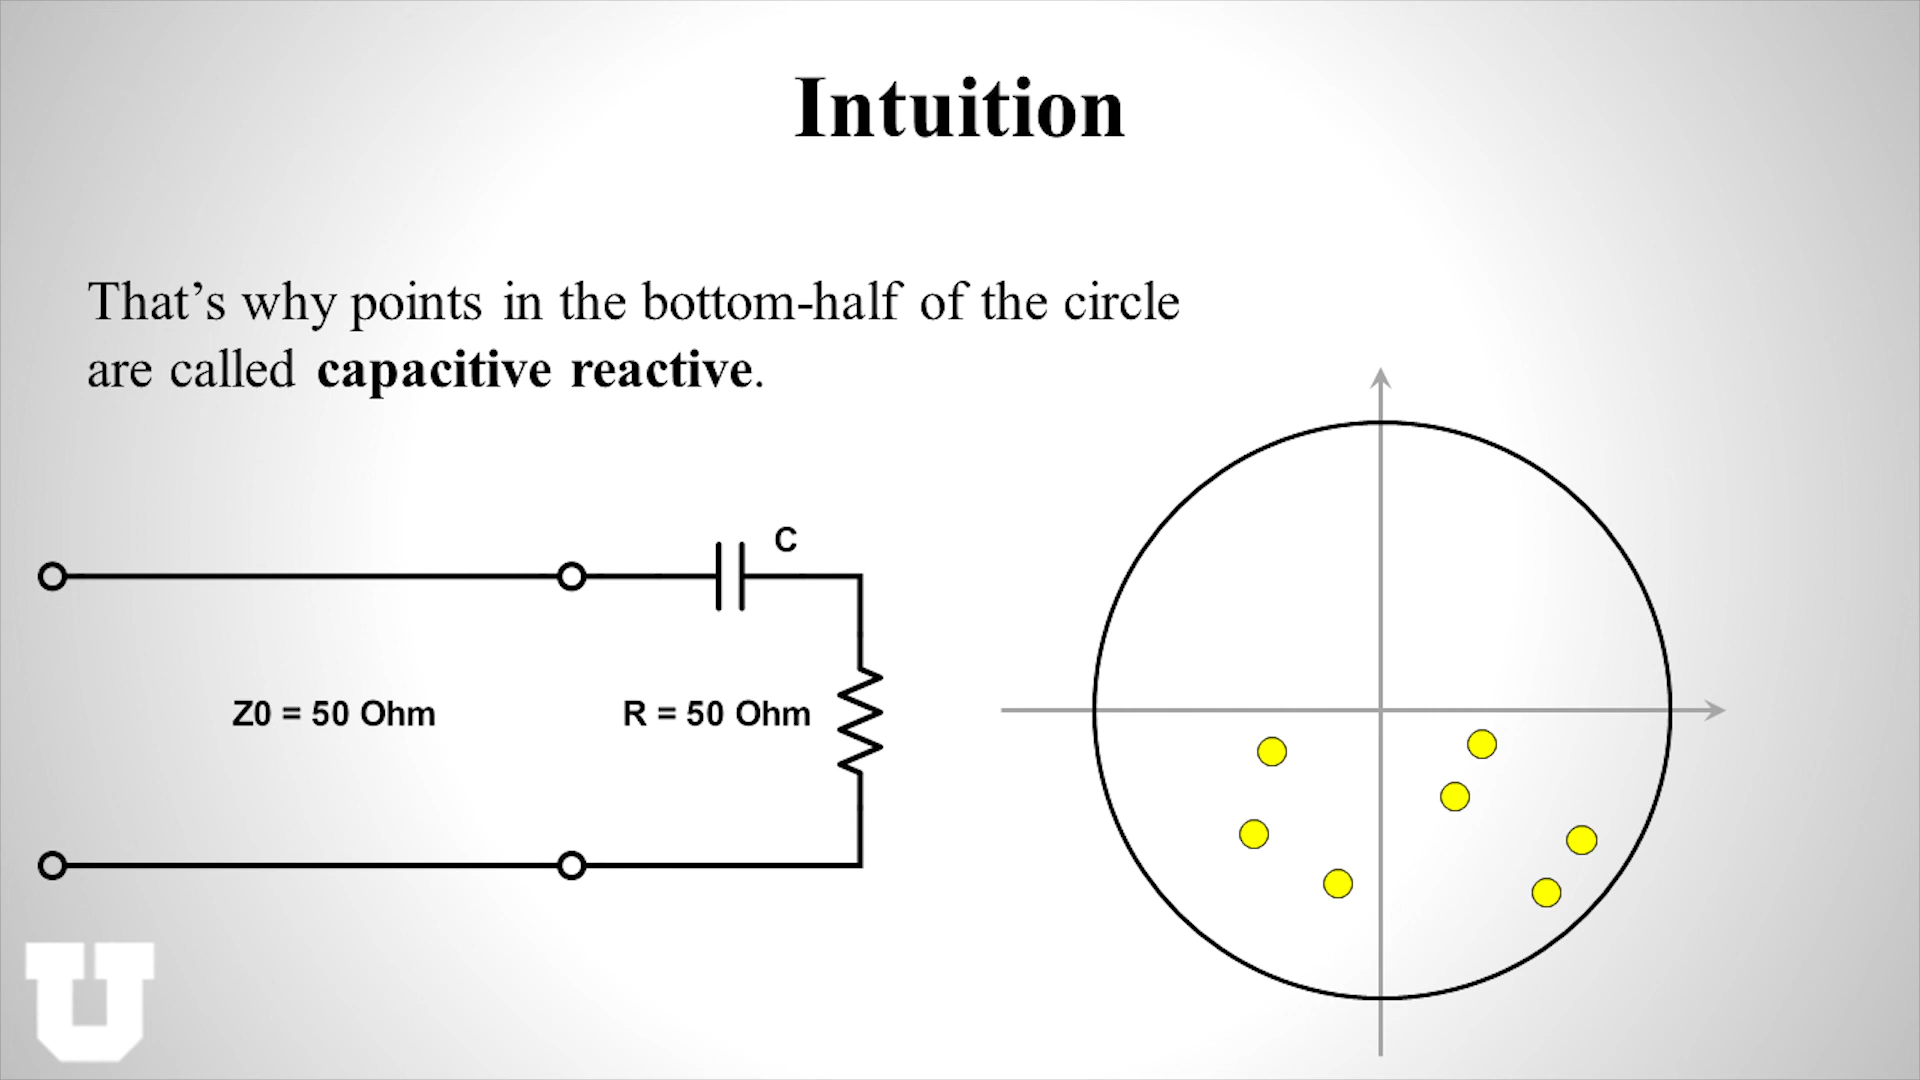 Intuition
That’s why points in the bottom-half of the circle
are called capacitive reactive.
C
Z0 = 50 Ohm
R = 50 Ohm
U